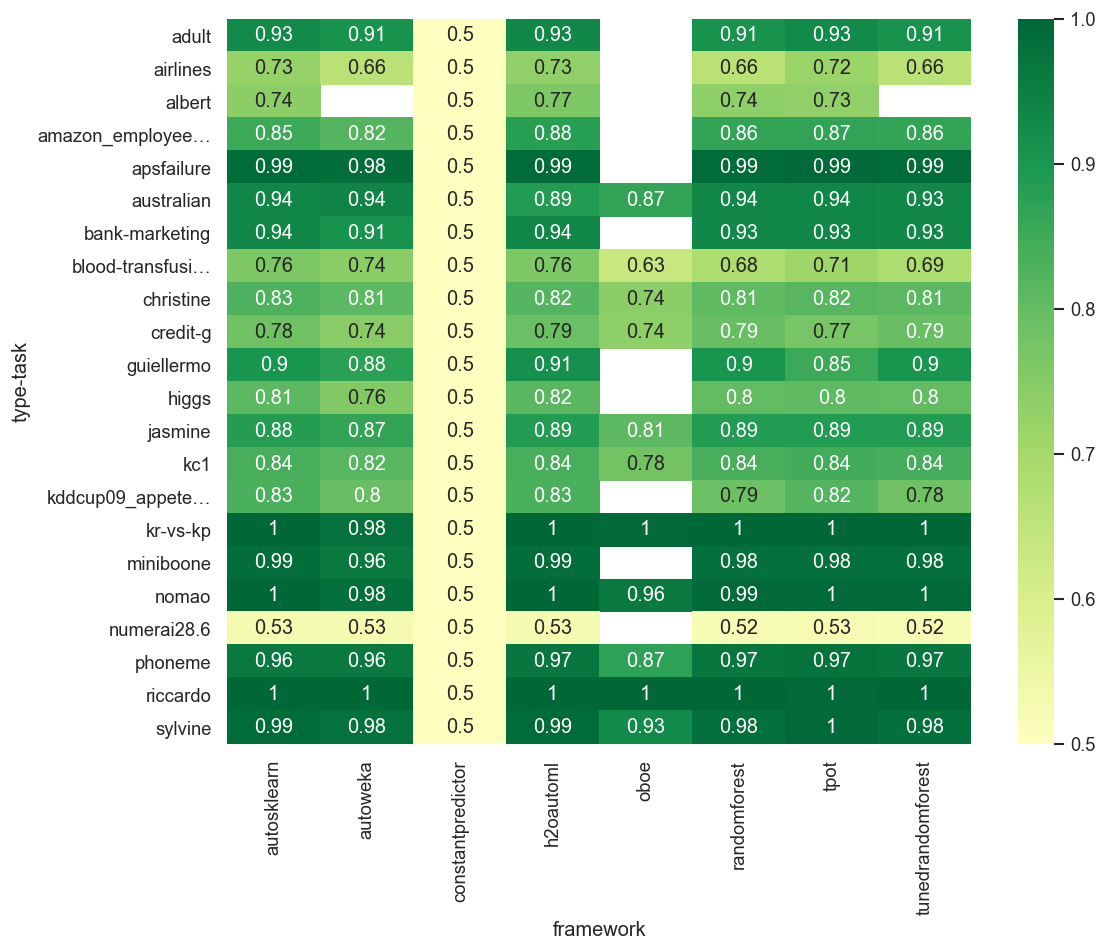 adult 0.93 0.91 0.5 0.93 0.91 0.93 0.91
airlines 0.73 0.66 0.5 0.73 0.66 0.72 0.66
albert 0.74 0.5 0.77 0.74 0.73
amazon_employee… 0.85 0.82 0.5 0.88 0.86 0.87 0.86
apsfailure 0.99 0.98 0.5 0.99 0.99 0.99 0.99
australian 0.94 0.94 0.5 0.89 0.87 0.94 0.94 0.93
bank-marketing 0.94 0.91 0.5 0.94 0.93 0.93 0.93
blood-transfusi… 0.76 0.74 0.5 0.76 0.63 0.68 0.71 0.69
christine 0.83 0.81 0.5 0.82 0.74 0.81 0.82 0.81
credit-g 0.78 0.74 0.5 0.79 0.74 0.79 0.77 0.79
guiellermo 0.9 0.88 0.5 0.91 0.9 0.85 0.9
higgs 0.81 0.76 0.5 0.82 0.8 0.8 0.8
jasmine 0.88 0.87 0.5 0.89 0.81 0.89 0.89 0.89
kc1 0.84 0.82 0.5 0.84 0.78 0.84 0.84 0.84
kddcup09_appete… 0.83 0.8 0.5 0.83 0.79 0.82 0.78
kr-vs-kp 1 0.98 0.5 1 1 1 1 1
miniboone 0.99 0.96 0.5 0.99 0.98 0.98 0.98
nomao 1 0.98 0.5 1 0.96 0.99 1 1
numerai28.6 0.53 0.53 0.5 0.53 0.52 0.53 0.52
phoneme 0.96 0.96 0.5 0.97 0.87 0.97 0.97 0.97
riccardo 1 1 0.5 1 1 1 1 1
sylvine 0.99 0.98 0.5 0.99 0.93 0.98 1 0.98
type-task
autosklearn
autoweka
constantpredictor
h2oautoml
oboe
randomforest
tpot
tunedrandomforest
framework
1.0
0.9
0.8
0.7
0.6
0.5